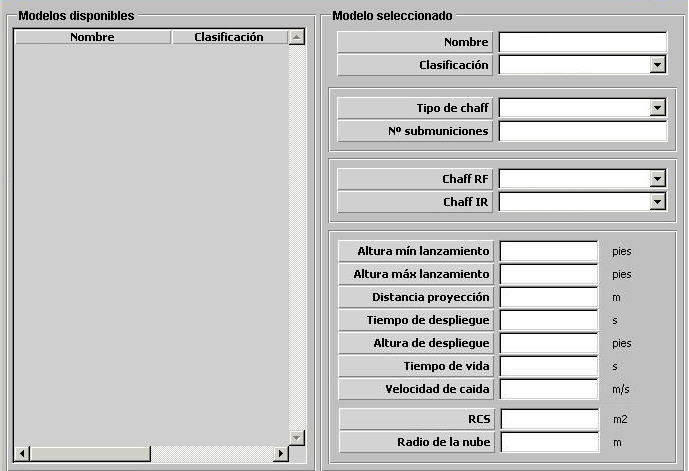 Modelos disponibles
Nombre Clasificación
Modelo seleccionado
Nombre
Clasificación
Tipo de chaff
Nº submuniciones
Chaff RF
Chaff IR
Altura mín lanzamiento pies
Altura máx lanzamiento pies
Distancia proyección m
Tiempo de despliegue s
Altura de despliegue pies
Tiempo de vida s
Velocidad de caida m/s
RCS m2
Radio de la nube m